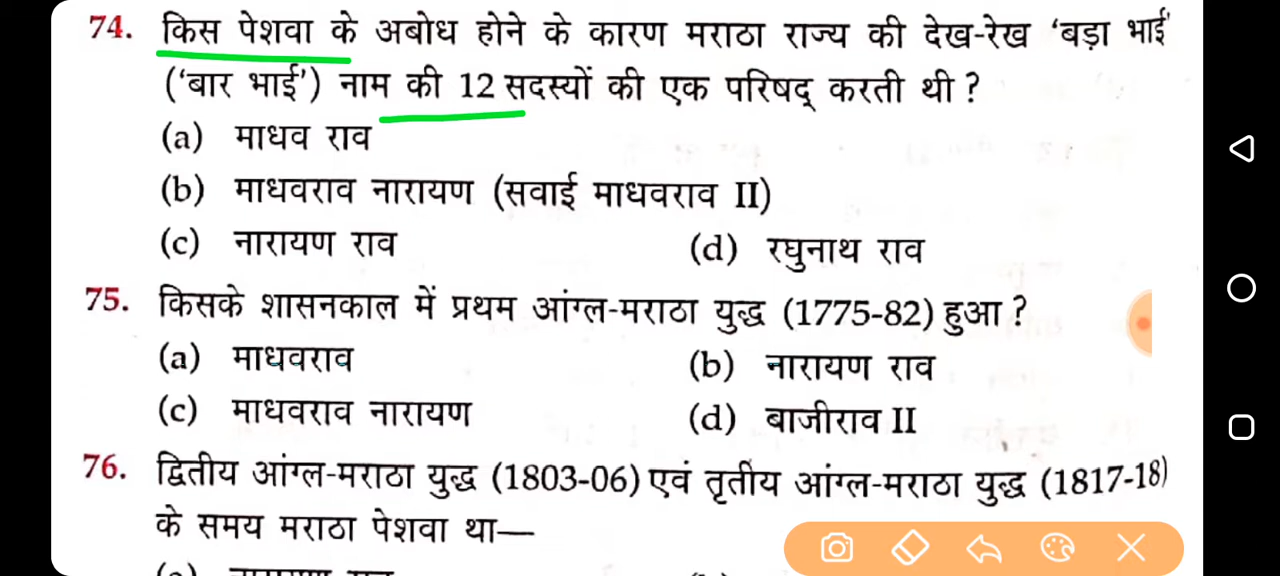 74. किस पेशवा के अबोध होने के कारण मराठा राज्य की देख-रेख 'बड़ा भाई'
('बार भाई') नाम की 12 सदस्यों की एक परिषद् करती थी ?
(a) माधव राव
(b) माधवराव नारायण (सवाई माधवराव II)
(c) नारायण राव (d) रघुनाथ राव
75. किसके शासनकाल में प्रथम आंग्ल-मराठा युद्ध (1775-82) हुआ ?
(a) माधवराव (b) नारायण राव
(c) माधवराव नारायण (d) बाजीराव II
76. द्वितीय आंग्ल-मराठा युद्ध (1803-06) एवं तृतीय आंग्ल-मराठा युद्ध (1817-18)
के समय मराठा पेशवा था—